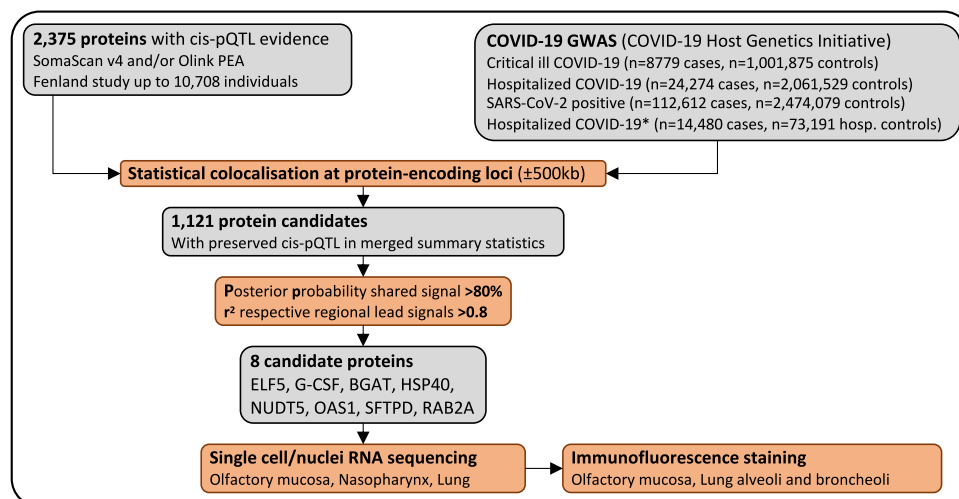 2,375 proteins with cis-pQTL evidence
SomaScan v4 and/or Olink PEA
Fenland study up to 10,708 individuals
COVID-19 GWAS (COVID-19 Host Genetics Initiative)
Critical ill COVID-19 (n=8779 cases, n=1,001,875 controls)
Hospitalized COVID-19 (n=24,274 cases, n=2,061,529 controls)
SARS-CoV-2 positive (n=112,612 cases, n=2,474,079 controls)
Hospitalized COVID-19* (n=14,480 cases, n=73,191 hosp. controls)
Statistical colocalisation at protein-encoding loci (±500kb)
1,121 protein candidates
With preserved cis-pQTL in merged summary statistics
Posterior probability shared signal >80%
r² respective regional lead signals >0.8
8 candidate proteins
ELF5, G-CSF, BGAT, HSP40,
NUDT5, OAS1, SFTPD, RAB2A
Single cell/nuclei RNA sequencing
Olfactory mucosa, Nasopharynx, Lung
Immunofluorescence staining
Olfactory mucosa, Lung alveoli and broncheoli